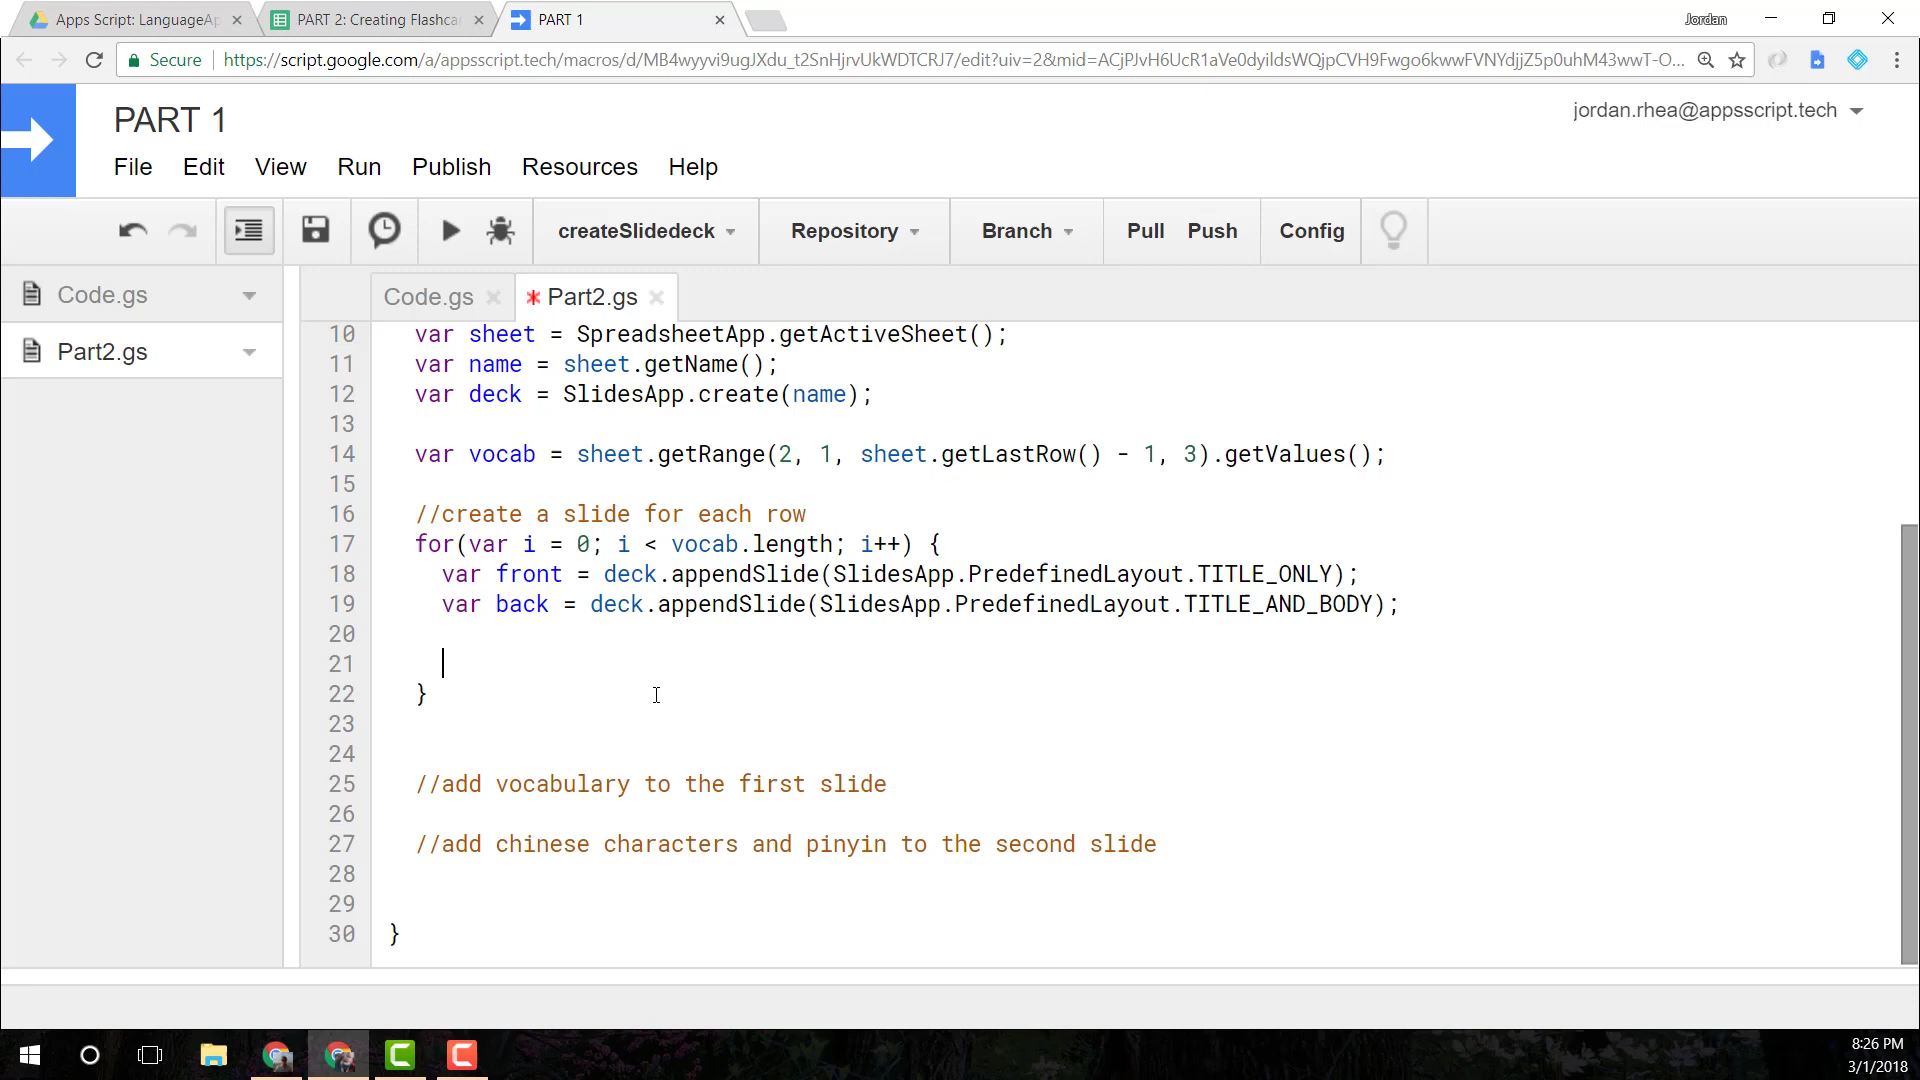 Apps Script: LanguageAp
PART 2: Creating Flashcar
PART 1
Jordan
Secure
https://script.google.com/a/appsscript.tech/macros/d/MB4wyyvi9ugJXdu_t2SnHjrvUkWDTCRJ7/edit?uiv=2&mid=ACjPJvH6UcR1aVe0dyildsWQjpCVH9Fwgo6kwwFVNYdjjZ5p0uhM43wwT-O...
PART 1
jordan.rhea@appsscript.tech
File Edit View Run Publish Resources Help
createSlidedeck Repository Branch Pull Push Config
Code.gs
Part2.gs
Code.gs
* Part2.gs
10 var sheet = SpreadsheetApp.getActiveSheet();
11 var name = sheet.getName();
12 var deck = SlidesApp.create(name);
13
14 var vocab = sheet.getRange(2, 1, sheet.getLastRow() - 1, 3).getValues();
15
16 //create a slide for each row
17 for(var i = 0; i < vocab.length; i++) {
18 var front = deck.appendSlide(SlidesApp.PredefinedLayout.TITLE_ONLY);
19 var back = deck.appendSlide(SlidesApp.PredefinedLayout.TITLE_AND_BODY);
20
21
22 }
23
24
25 //add vocabulary to the first slide
26
27 //add chinese characters and pinyin to the second slide
28
29
30 }
8:26 PM
3/1/2018